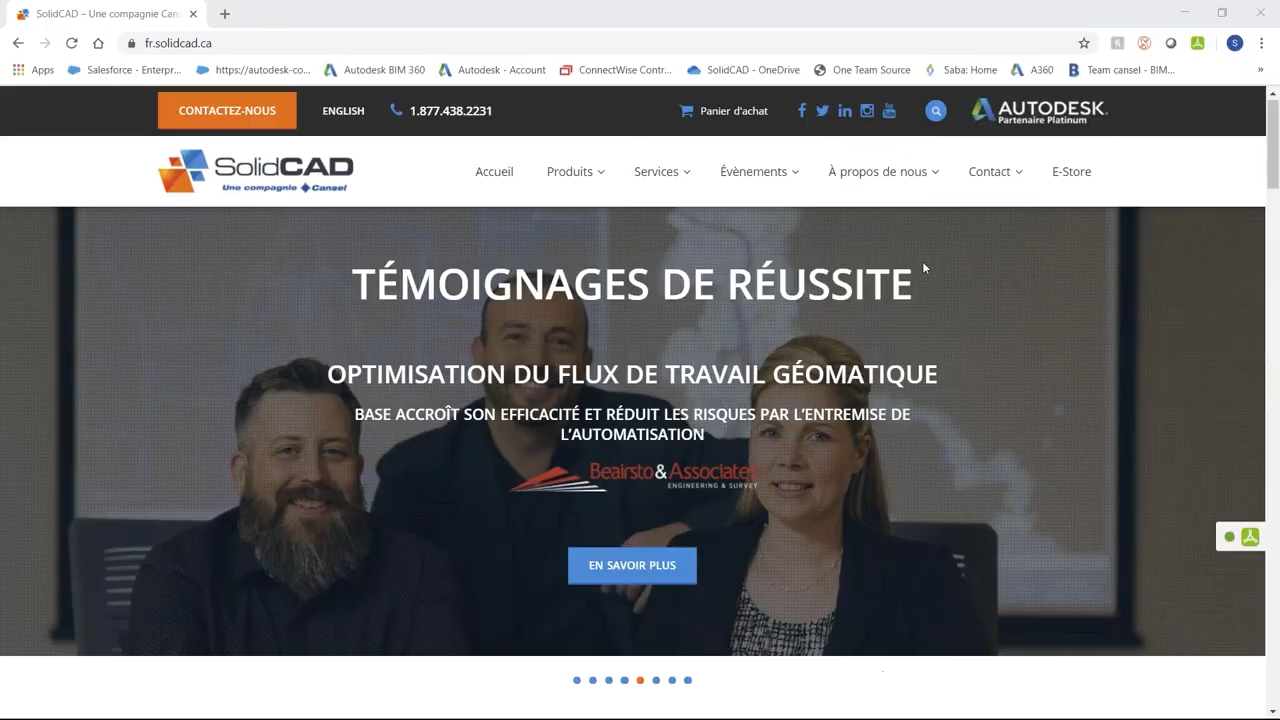 SolidCAD – Une compagnie Can
fr.solidcad.ca
Apps
Salesforce - Enterpr...
https://autodesk-co...
Autodesk BIM 360
Autodesk - Account
ConnectWise Contr...
SolidCAD - OneDrive
One Team Source
Saba: Home
A360
Team cansel - BIM...
CONTACTEZ-NOUS
ENGLISH
1.877.438.2231
Panier d'achat
AUTODESK.
Partenaire Platinum
SolidCAD
Une compagnie Cansel
Accueil
Produits
Services
Évènements
À propos de nous
Contact
E-Store
TÉMOIGNAGES DE RÉUSSITE
OPTIMISATION DU FLUX DE TRAVAIL GÉOMATIQUE
BASE ACCROÎT SON EFFICACITÉ ET RÉDUIT LES RISQUES PAR L’ENTREMISE DE
L’AUTOMATISATION
Beairsto & Associates
ENGINEERING & SURVEY
EN SAVOIR PLUS